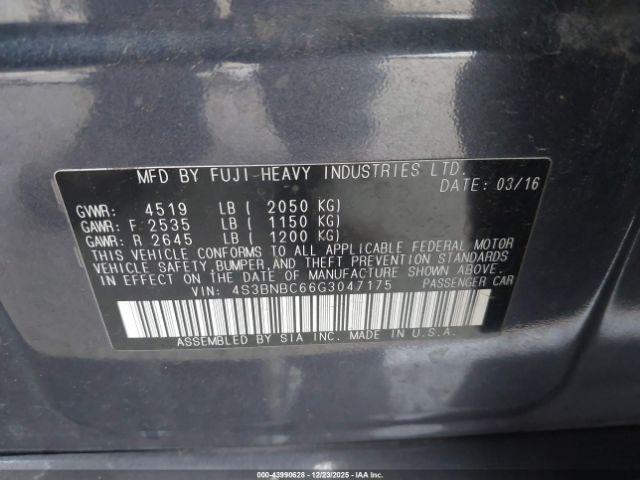 MFD BY FUJI HEAVY INDUSTRIES LTD.
DATE: 03/16
GVWR: 4519 LB ( 2050 KG)
GAWR: F 2535 LB ( 1150 KG)
GAWR: R 2645 LB ( 1200 KG)
THIS VEHICLE CONFORMS TO ALL APPLICABLE FEDERAL MOTOR
VEHICLE SAFETY, BUMPER AND THEFT PREVENTION STANDARDS
IN EFFECT ON THE DATE OF MANUFACTURE SHOWN ABOVE.
VIN: 4S3BNBC66G3047175 PASSENGER CAR
ASSEMBLED BY SIA INC. MADE IN U.S.A.
000-43990628 - 12/23/2025 - IAAI.com